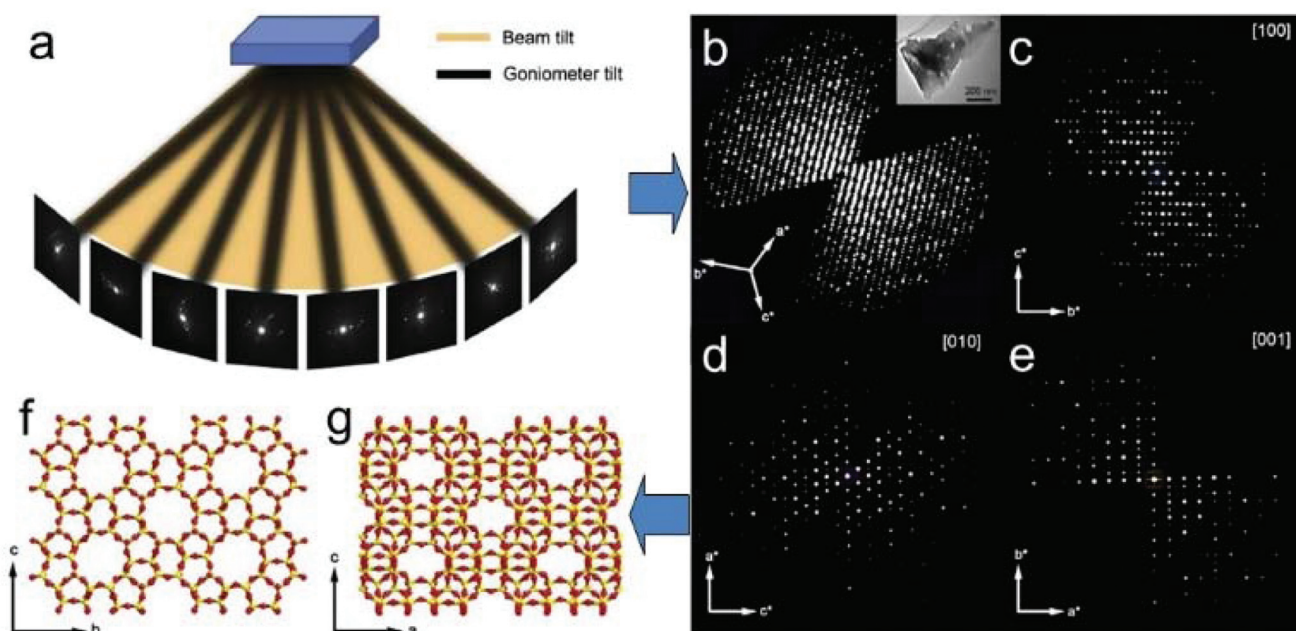 a
Beam tilt
Goniometer tilt
b
200 nm
a*
b*
c*
c
[100]
c*
b*
d
[010]
a*
c*
e
[001]
b*
a*
f
c
b
g
c
a